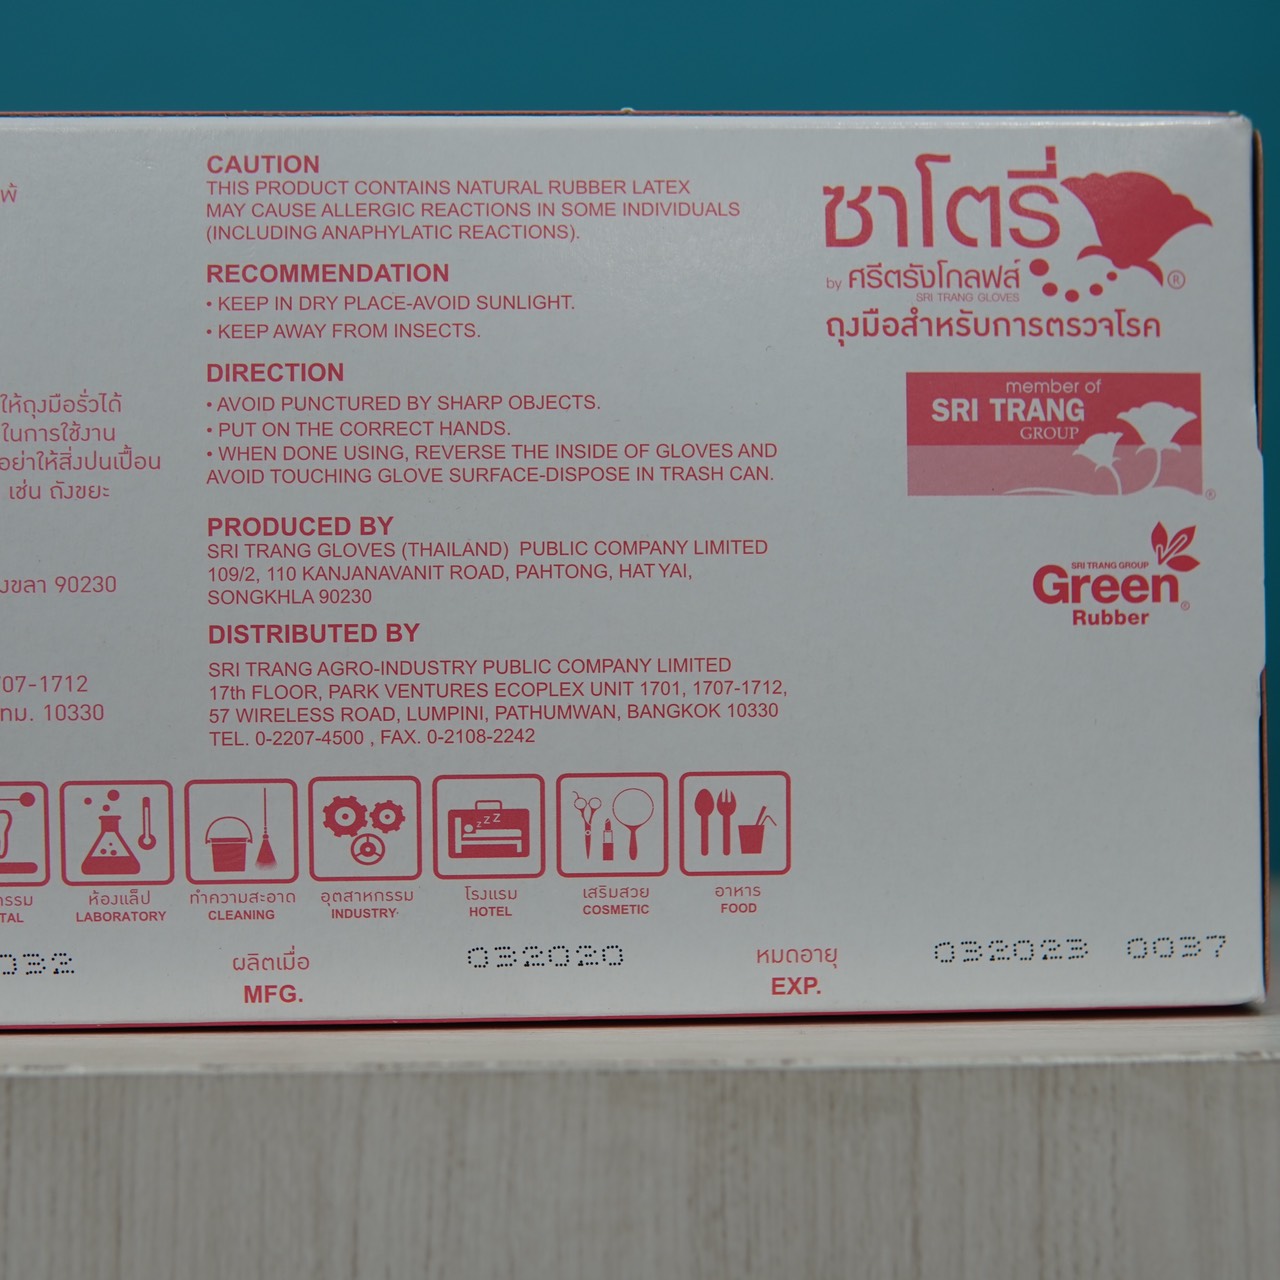 พ้
ให้ถุงมือรั่วได้
ในการใช้งาน
อย่าให้สิ่งปนเปื้อน
เช่น ถังขยะ
งขลา 90230
07-1712
ทม. 10330
CAUTION
THIS PRODUCT CONTAINS NATURAL RUBBER LATEX
MAY CAUSE ALLERGIC REACTIONS IN SOME INDIVIDUALS
(INCLUDING ANAPHYLATIC REACTIONS).
RECOMMENDATION
• KEEP IN DRY PLACE-AVOID SUNLIGHT.
• KEEP AWAY FROM INSECTS.
DIRECTION
• AVOID PUNCTURED BY SHARP OBJECTS.
• PUT ON THE CORRECT HANDS.
• WHEN DONE USING, REVERSE THE INSIDE OF GLOVES AND
AVOID TOUCHING GLOVE SURFACE-DISPOSE IN TRASH CAN.
PRODUCED BY
SRI TRANG GLOVES (THAILAND) PUBLIC COMPANY LIMITED
109/2, 110 KANJANAVANIT ROAD, PAHTONG, HAT YAI,
SONGKHLA 90230
DISTRIBUTED BY
SRI TRANG AGRO-INDUSTRY PUBLIC COMPANY LIMITED
17th FLOOR, PARK VENTURES ECOPLEX UNIT 1701, 1707-1712,
57 WIRELESS ROAD, LUMPINI, PATHUMWAN, BANGKOK 10330
TEL. 0-2207-4500 , FAX. 0-2108-2242
ซาโตรี่
by ศรีตรังโกลฟส์ ®
SRI TRANG GLOVES
ถุงมือสำหรับการตรวจโรค
member of
SRI TRANG
GROUP
®
SRI TRANG GROUP
Green®
Rubber
zzZ
กรรม ห้องแล็ป ทำความสะอาด อุตสาหกรรม โรงแรม เสริมสวย อาหาร
TAL LABORATORY CLEANING INDUSTRY HOTEL COSMETIC FOOD
032 ผลิตเมื่อ 032020 หมดอายุ 032023 0037
MFG. EXP.